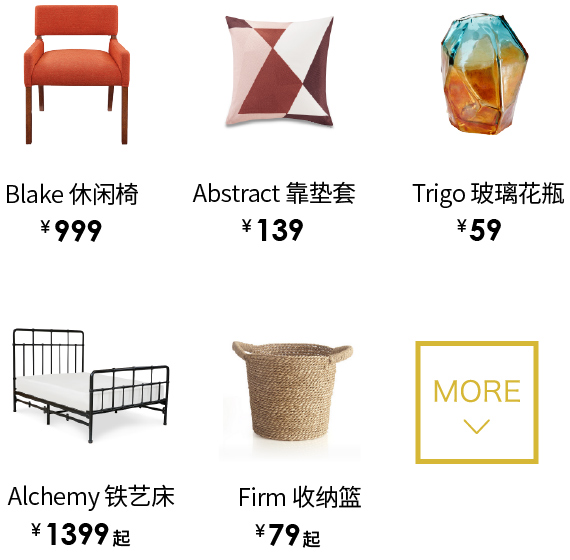 Blake 休闲椅
¥999
Abstract 靠垫套
¥139
Trigo 玻璃花瓶
¥59
Alchemy 铁艺床
¥1399起
Firm 收纳篮
¥79起
MORE